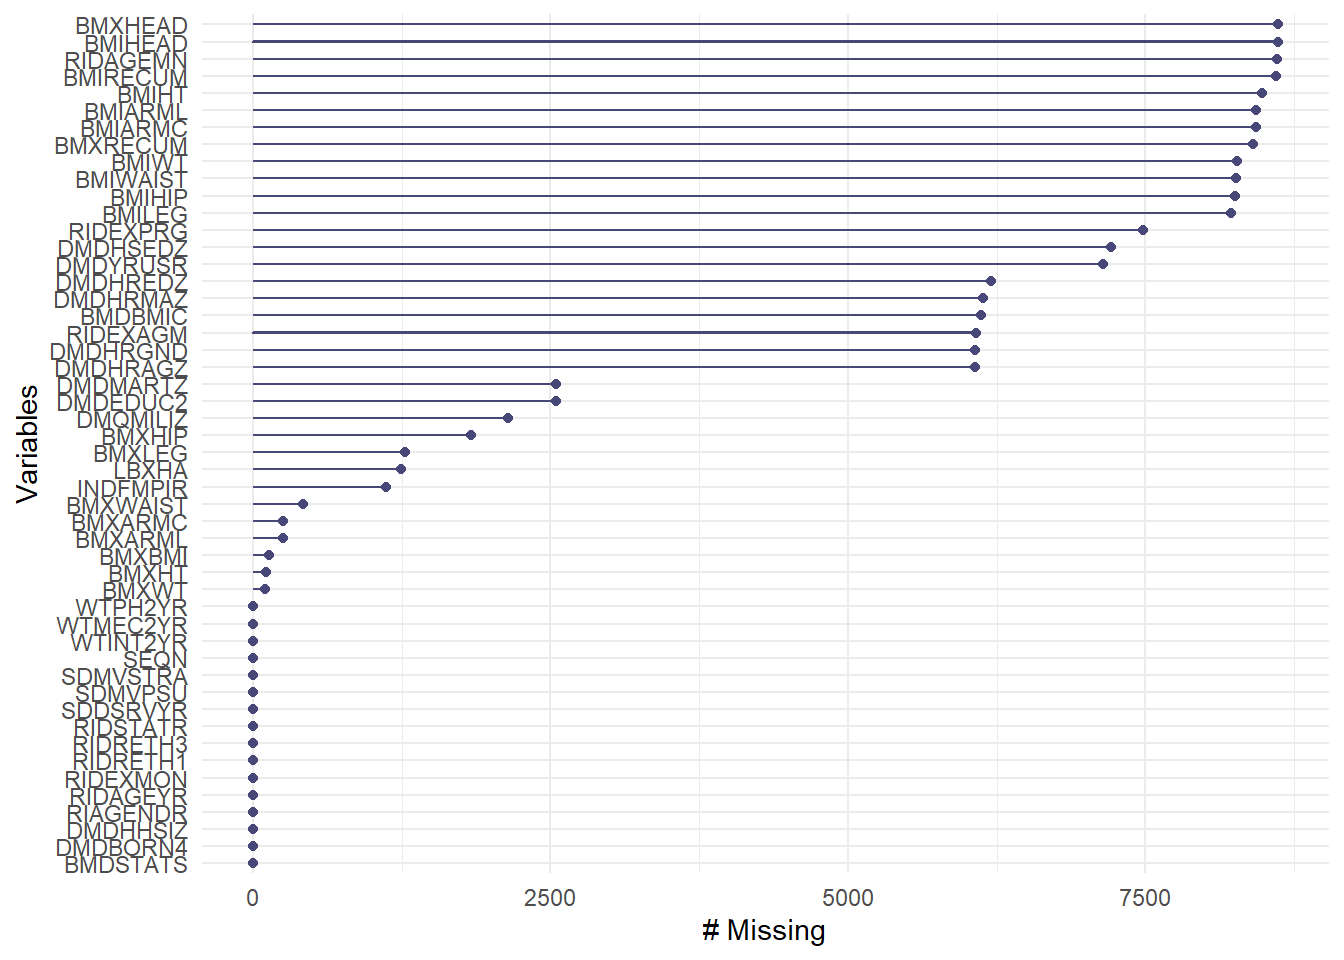 BMXHEAD
BMIHEAD
RIDAGEMN
BMIRECUM
BMIHT
BMIARML
BMIARMC
BMXRECUM
BMIWT
BMIWAIST
BMIHIP
BMILEG
RIDEXPRG
DMDHSEDZ
DMDYRUSR
DMDHREDZ
DMDHRMAZ
BMDBMIC
RIDEXAGM
DMDHRGND
DMDHRAGZ
DMDMARTZ
DMDEDUC2
DMQMILIZ
BMXHIP
BMXLEG
LBXHA
INDFMPIR
BMXWAIST
BMXARMC
BMXARML
BMXBMI
BMXHT
BMXWT
WTPH2YR
WTMEC2YR
WTINT2YR
SEQN
SDMVSTRA
SDMVPSU
SDDSRVYR
RIDSTATR
RIDRETH3
RIDRETH1
RIDEXMON
RIDAGEYR
RIAGENDR
DMDHHSIZ
DMDBORN4
BMDSTATS
Variables
0 2500 5000 7500
# Missing